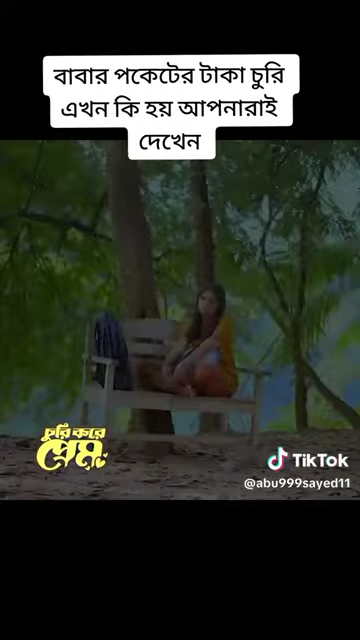 বাবার পকেটের টাকা চুরি
এখন কি হয় আপনারাই
দেখেন
চুরি করে
প্রেম
TikTok
@abu999sayed11